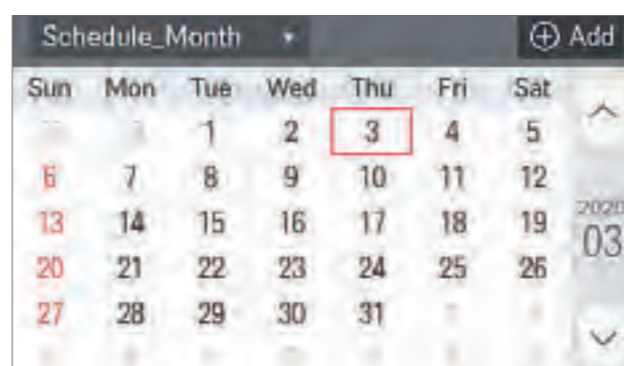 Schedule_Month ▼ ⊕ Add
Sun Mon Tue Wed Thu Fri Sat
1 2 3 4 5
6 7 8 9 10 11 12
13 14 15 16 17 18 19
2020
03
20 21 22 23 24 25 26
27 28 29 30 31